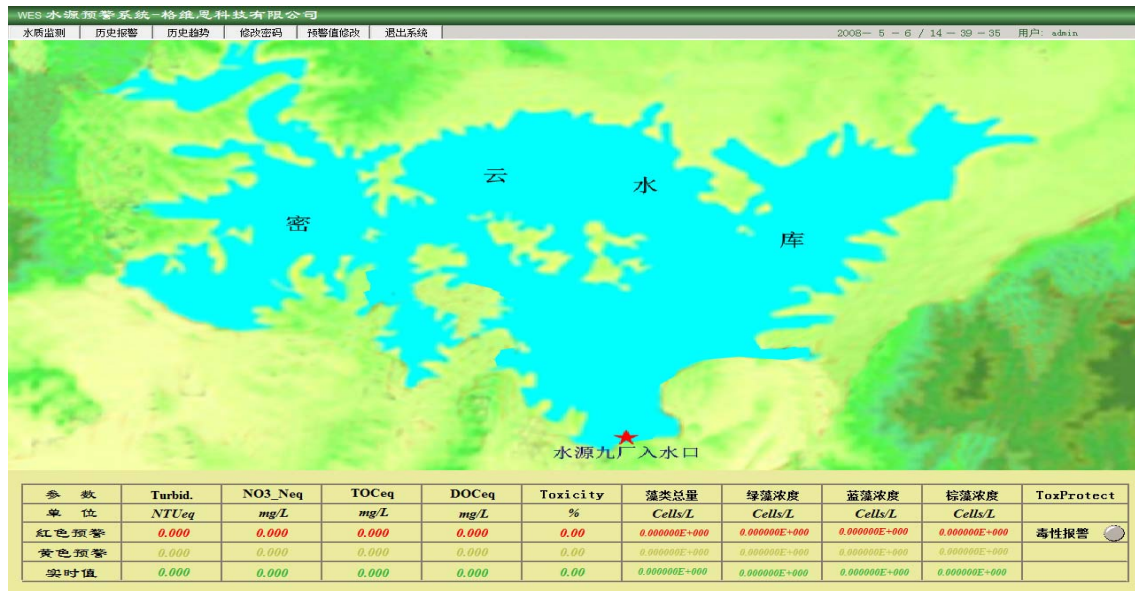 WES水源预警系统-格维恩科技有限公司
水质监测 历史报警 历史趋势 修改密码 预警值修改 退出系统 2008— 5 - 6 / 14 — 39 - 35 用户: admin
云
水
密
库
水源九厂入水口
参 数 Turbid. NO3_Neq TOCeq DOCeq Toxicity 藻类总量 绿藻浓度 蓝藻浓度 棕藻浓度 ToxProtect
单 位 NTUeq mg/L mg/L mg/L % Cells/L Cells/L Cells/L Cells/L
红色预警 0.000 0.000 0.000 0.000 0.00 0.000000E+000 0.000000E+000 0.000000E+000 0.000000E+000 毒性报警
黄色预警 0.000 0.000 0.000 0.000 0.00 0.000000E+000 0.000000E+000 0.000000E+000 0.000000E+000
实时值 0.000 0.000 0.000 0.000 0.00 0.000000E+000 0.000000E+000 0.000000E+000 0.000000E+000